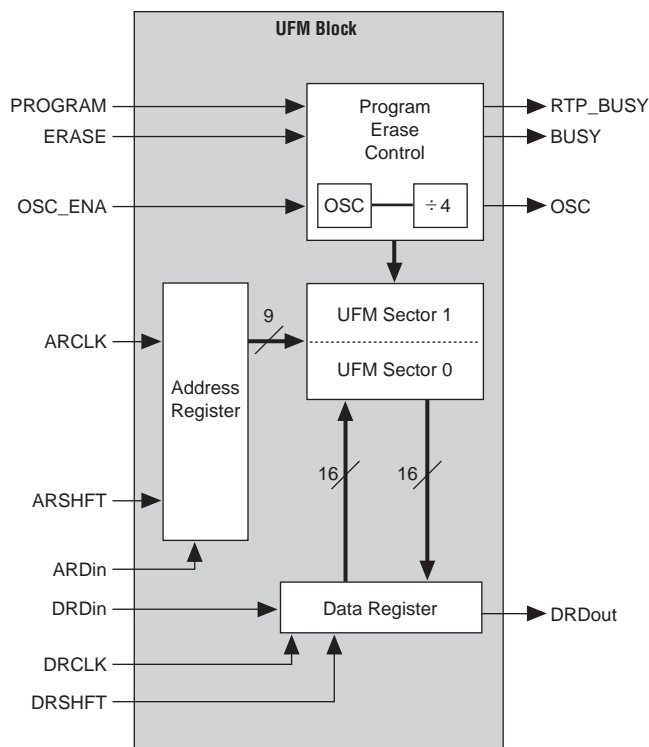 UFM Block
PROGRAM
ERASE
OSC_ENA
Program
Erase
Control
OSC
÷ 4
RTP_BUSY
BUSY
OSC
ARCLK
ARSHFT
ARDin
Address
Register
9
UFM Sector 1
UFM Sector 0
16
16
DRDin
DRCLK
DRSHFT
Data Register
DRDout